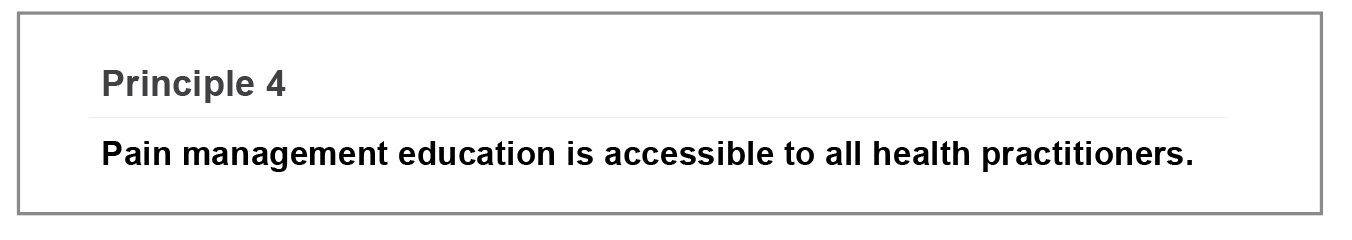 Principle 4
Pain management education is accessible to all health practitioners.